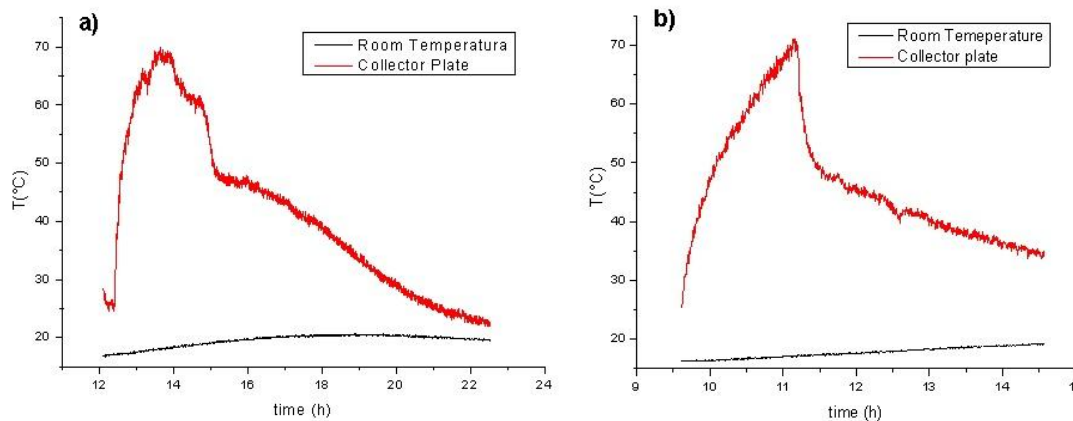 a)
Room Temperatura
Collector Plate
70
60
50
40
30
20
T(°C)
12 14 16 18 20 22 24
time (h)
b)
Room Temeperature
Collector plate
70
60
50
40
30
20
T(°C)
9 10 11 12 13 14
time (h)